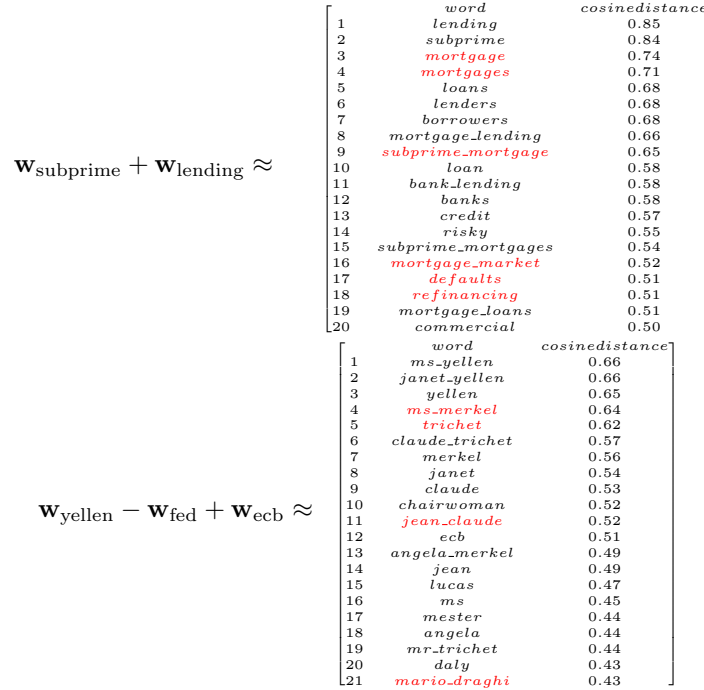 word cosinedistance
1 lending 0.85
2 subprime 0.84
3 mortgage 0.74
4 mortgages 0.71
5 loans 0.68
6 lenders 0.68
7 borrowers 0.68
8 mortgage_lending 0.66
9 subprime_mortgage 0.65
w_subprime + w_lending ≈
10 loan 0.58
11 bank_lending 0.58
12 banks 0.58
13 credit 0.57
14 risky 0.55
15 subprime_mortgages 0.54
16 mortgage_market 0.52
17 defaults 0.51
18 refinancing 0.51
19 mortgage_loans 0.51
20 commercial 0.50
word cosinedistance
1 ms_yellen 0.66
2 janet_yellen 0.66
3 yellen 0.65
4 ms_merkel 0.64
5 trichet 0.62
6 claude_trichet 0.57
7 merkel 0.56
8 janet 0.54
9 claude 0.53
10 chairwoman 0.52
w_yellen − w_fed + w_ecb ≈
11 jean_claude 0.52
12 ecb 0.51
13 angela_merkel 0.49
14 jean 0.49
15 lucas 0.47
16 ms 0.45
17 mester 0.44
18 angela 0.44
19 mr_trichet 0.44
20 daly 0.43
21 mario_draghi 0.43